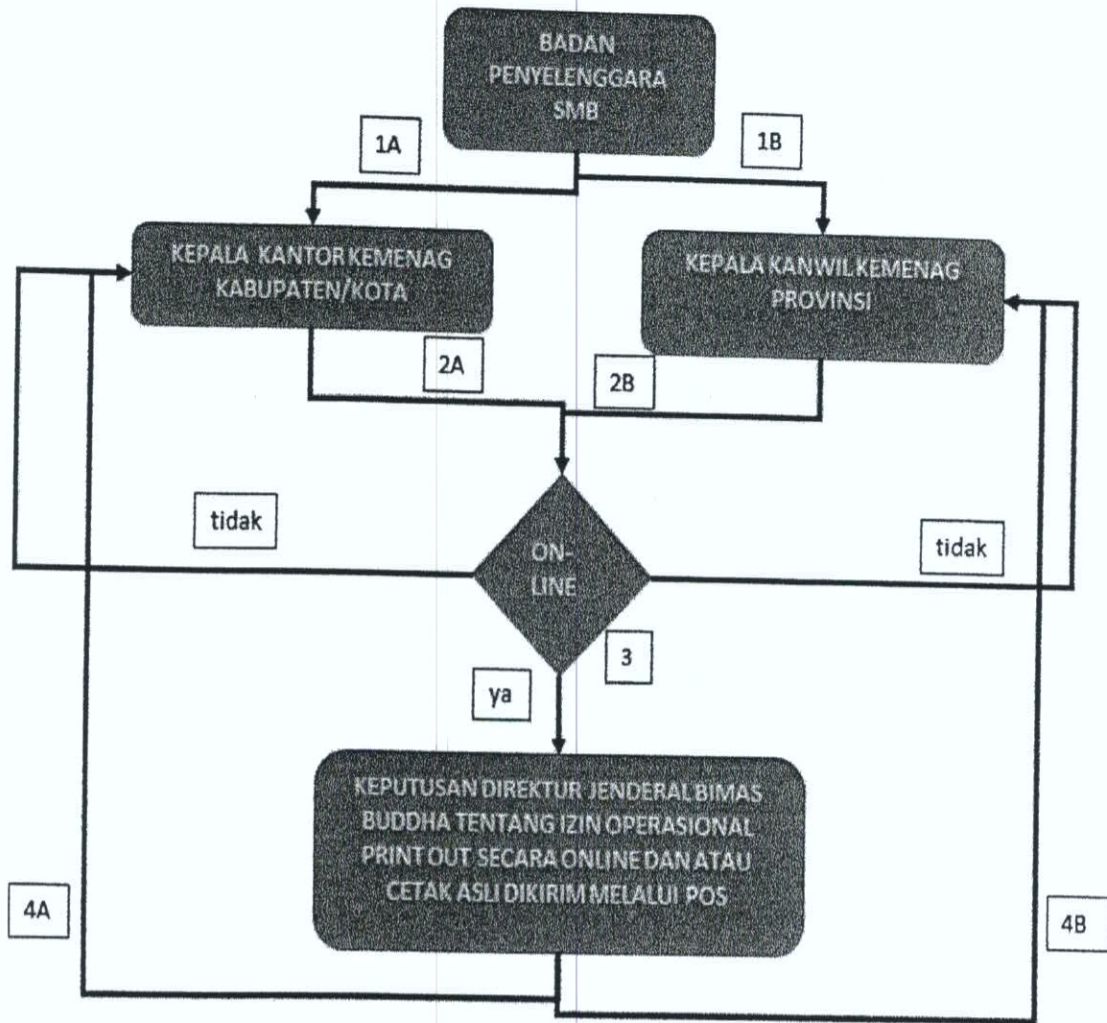 BADAN
PENYELENGGARA
SMB
1A
1B
KEPALA KANTOR KEMENAG
KABUPATEN/KOTA
KEPALA KANWIL KEMENAG
PROVINSI
2A
2B
tidak
ON-
LINE
tidak
3
ya
KEPUTUSAN DIREKTUR JENDERAL BIMAS
BUDDHA TENTANG IZIN OPERASIONAL
PRINT OUT SECARA ONLINE DAN ATAU
CETAK ASLI DIKIRIM MELALUI POS
4A
4B